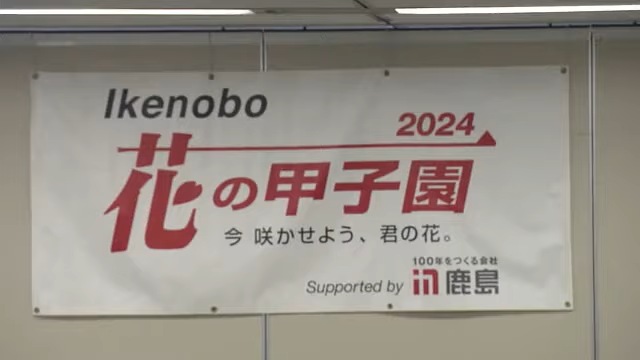 Ikenobo
2024
花の甲子園
今 咲かせよう、君の花。
100年をつくる会社
Supported by 鹿島